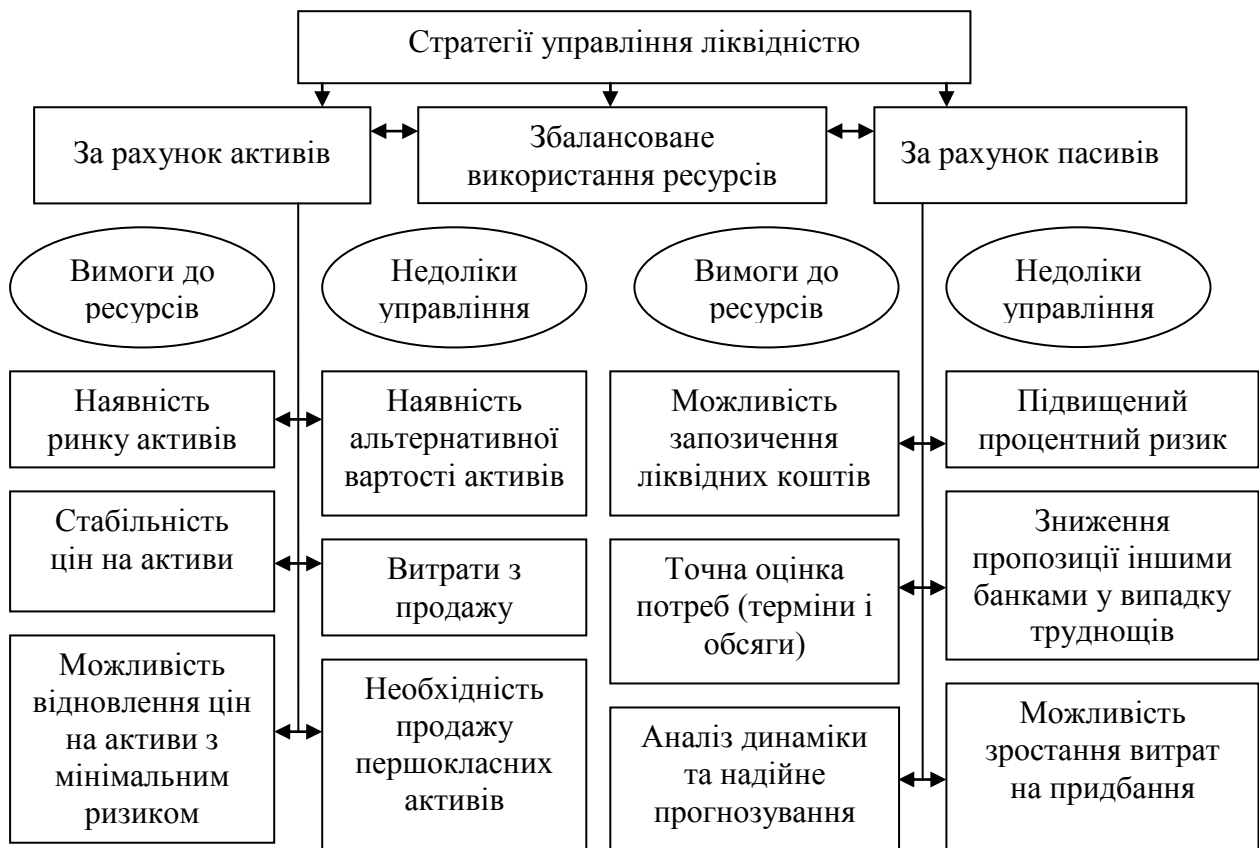 Стратегії управління ліквідністю
За рахунок активів
Збалансоване
використання ресурсів
За рахунок пасивів
Вимоги до
ресурсів
Недоліки
управління
Вимоги до
ресурсів
Недоліки
управління
Наявність
ринку активів
Наявність
альтернативної
вартості активів
Можливість
запозичення
ліквідних коштів
Підвищений
процентний ризик
Стабільність
цін на активи
Витрати з
продажу
Точна оцінка
потреб (терміни і
обсяги)
Зниження
пропозиції іншими
банками у випадку
труднощів
Можливість
відновлення цін
на активи з
мінімальним
ризиком
Необхідність
продажу
першокласних
активів
Аналіз динаміки
та надійне
прогнозування
Можливість
зростання витрат
на придбання